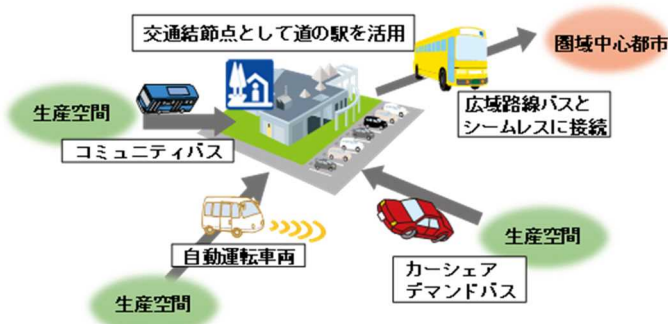 交通結節点として道の駅を活用
圏域中心都市
生産空間
広域路線バスと
シームレスに接続
コミュニティバス
自動運転車両
カーシェア
デマンドバス
生産空間
生産空間